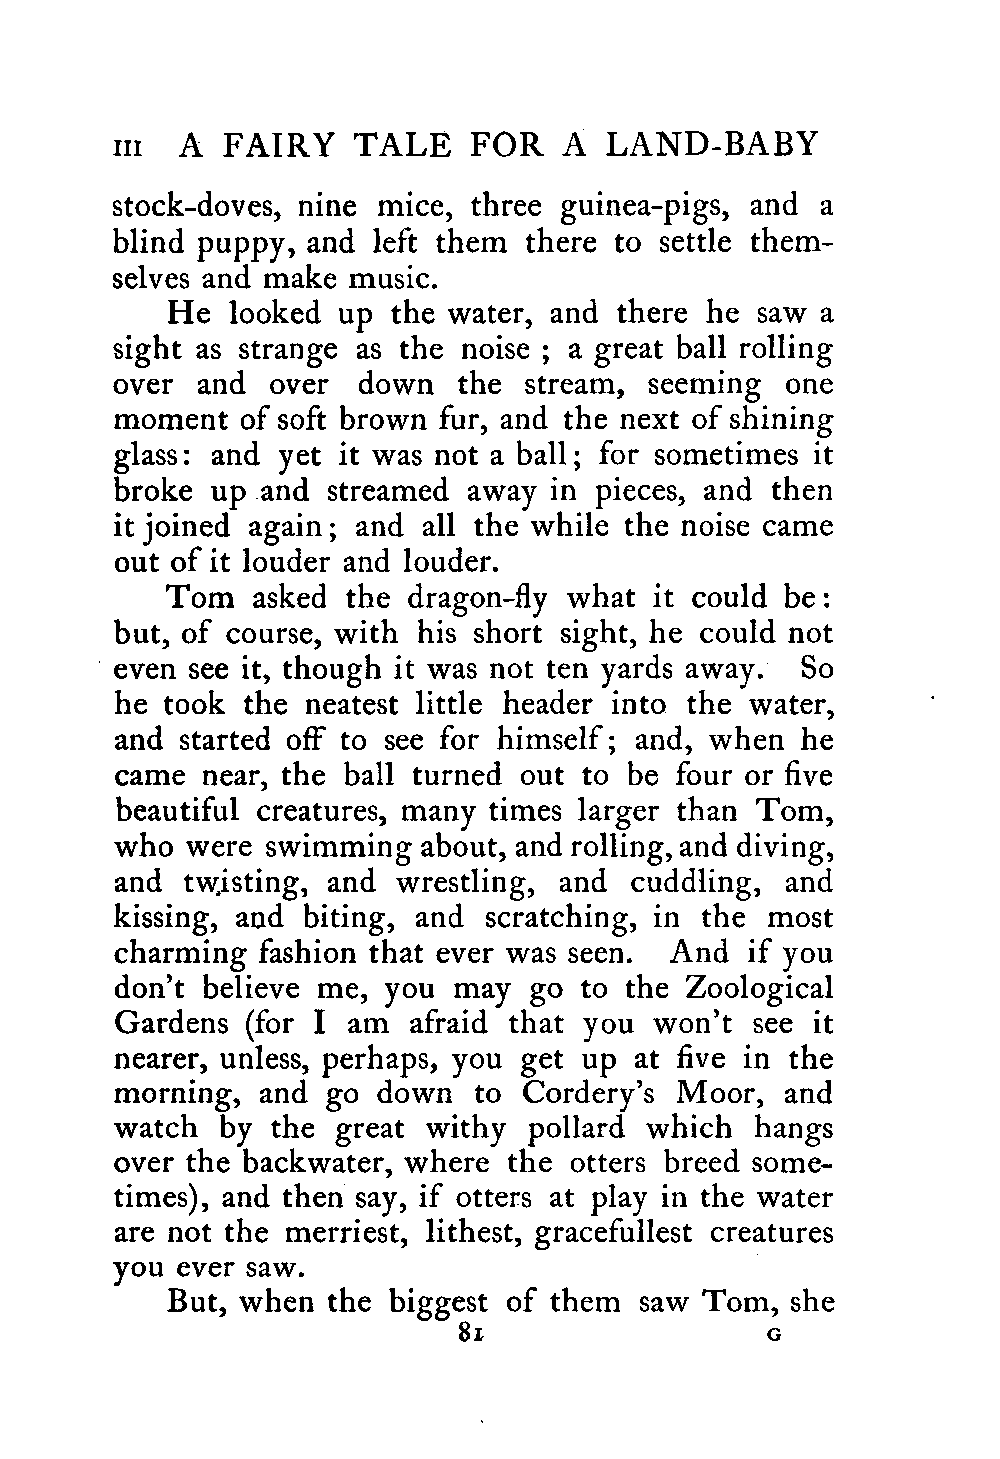 III A FAIRY TALE FOR A LAND-BABY
stock-doves, nine mice, three guinea-pigs, and a
blind puppy, and left them there to settle them-
selves and make music.
He looked up the water, and there he saw a
sight as strange as the noise ; a great ball rolling
over and over down the stream, seeming one
moment of soft brown fur, and the next of shining
glass: and yet it was not a ball; for sometimes it
broke up and streamed away in pieces, and then
it joined again; and all the while the noise came
out of it louder and louder.
Tom asked the dragon-fly what it could be:
but, of course, with his short sight, he could not
even see it, though it was not ten yards away. So
he took the neatest little header into the water,
and started off to see for himself; and, when he
came near, the ball turned out to be four or five
beautiful creatures, many times larger than Tom,
who were swimming about, and rolling, and diving,
and twisting, and wrestling, and cuddling, and
kissing, and biting, and scratching, in the most
charming fashion that ever was seen. And if you
don't believe me, you may go to the Zoological
Gardens (for I am afraid that you won't see it
nearer, unless, perhaps, you get up at five in the
morning, and go down to Cordery's Moor, and
watch by the great withy pollard which hangs
over the backwater, where the otters breed some-
times), and then say, if otters at play in the water
are not the merriest, lithest, gracefullest creatures
you ever saw.
But, when the biggest of them saw Tom, she
81 G